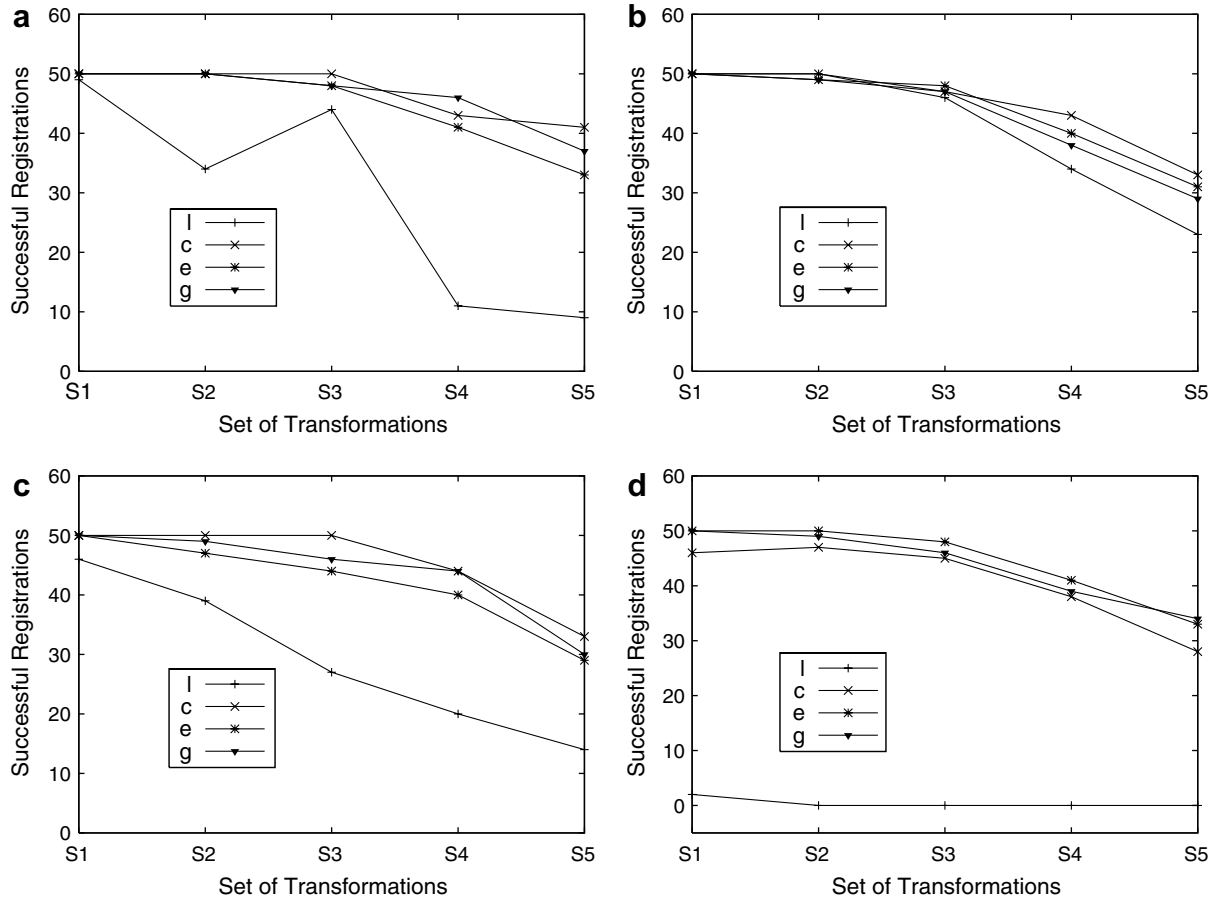 a
60
50
40
30
20
10
0
Successful Registrations
l
c
e
g
S1 S2 S3 S4 S5
Set of Transformations
b
60
50
40
30
20
10
0
Successful Registrations
l
c
e
g
S1 S2 S3 S4 S5
Set of Transformations
c
60
50
40
30
20
10
0
Successful Registrations
l
c
e
g
S1 S2 S3 S4 S5
Set of Transformations
d
60
50
40
30
20
10
0
Successful Registrations
l
c
e
g
S1 S2 S3 S4 S5
Set of Transformations